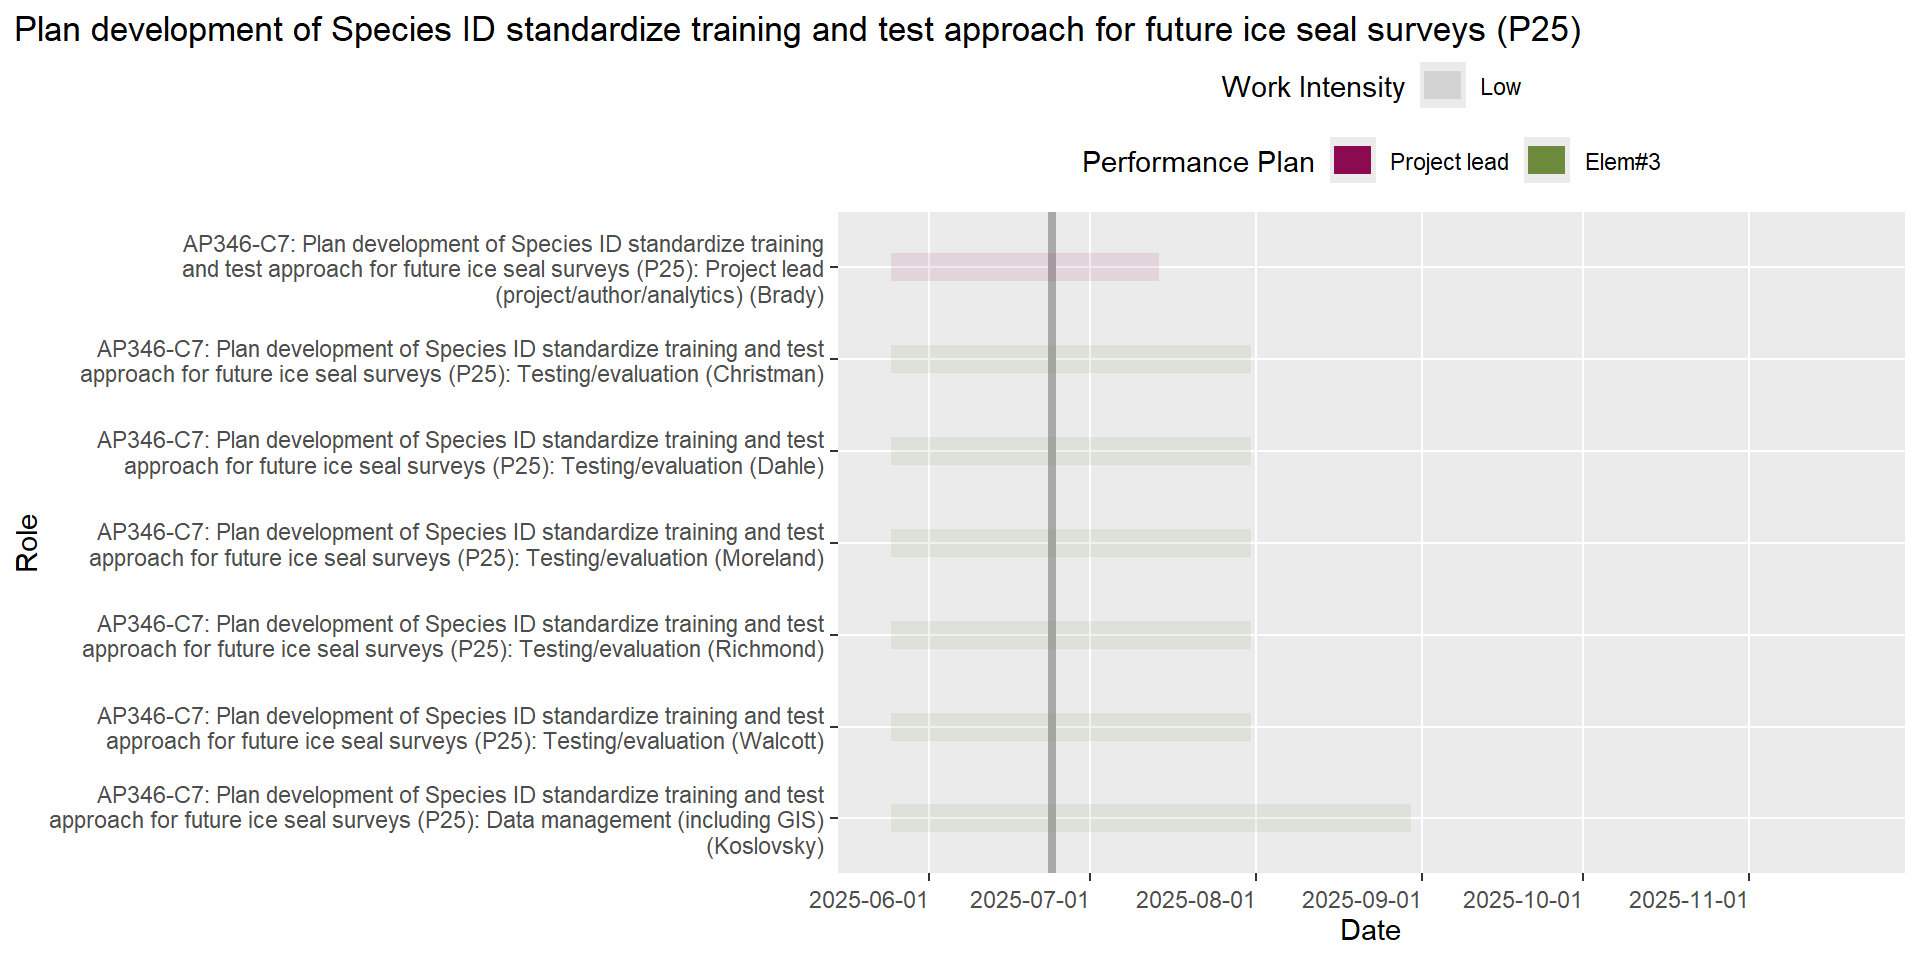 Plan development of Species ID standardize training and test approach for future ice seal surveys (P25)
Work Intensity Low
Performance Plan Project lead Elem#3
Role
AP346-C7: Plan development of Species ID standardize training
and test approach for future ice seal surveys (P25): Project lead
(project/author/analytics) (Brady)
AP346-C7: Plan development of Species ID standardize training and test
approach for future ice seal surveys (P25): Testing/evaluation (Christman)
AP346-C7: Plan development of Species ID standardize training and test
approach for future ice seal surveys (P25): Testing/evaluation (Dahle)
AP346-C7: Plan development of Species ID standardize training and test
approach for future ice seal surveys (P25): Testing/evaluation (Moreland)
AP346-C7: Plan development of Species ID standardize training and test
approach for future ice seal surveys (P25): Testing/evaluation (Richmond)
AP346-C7: Plan development of Species ID standardize training and test
approach for future ice seal surveys (P25): Testing/evaluation (Walcott)
AP346-C7: Plan development of Species ID standardize training and test
approach for future ice seal surveys (P25): Data management (including GIS)
(Koslovsky)
2025-06-01 2025-07-01 2025-08-01 2025-09-01 2025-10-01 2025-11-01
Date